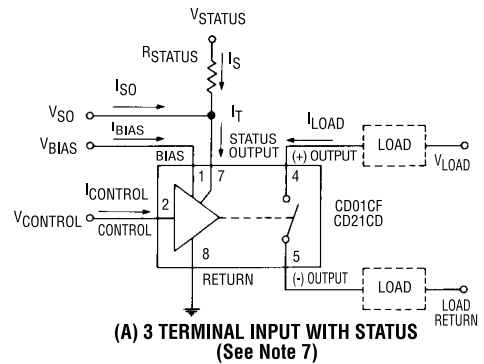 VSTATUS
RSTATUS
IS
ISO
VSO
IT
IBIAS
VBIAS
STATUS
OUTPUT
ILOAD
LOAD
VLOAD
BIAS
1
7
(+) OUTPUT
4
ICONTROL
2
VCONTROL
CONTROL
CD01CF
CD21CD
8
5
RETURN
(-) OUTPUT
LOAD
LOAD
RETURN
(A) 3 TERMINAL INPUT WITH STATUS
(See Note 7)